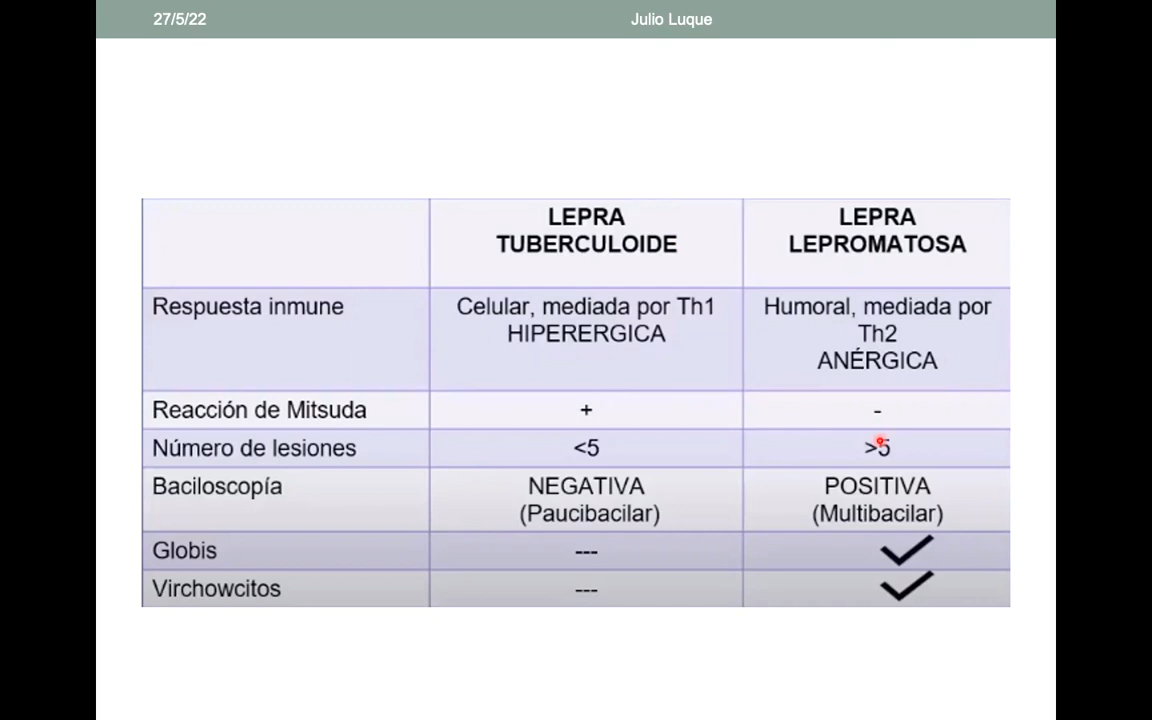 27/5/22 Julio Luque
LEPRA TUBERCULOIDE
LEPRA LEPROMATOSA
Respuesta inmune
Celular, mediada por Th1
HIPERERGICA
Humoral, mediada por
Th2
ANÉRGICA
Reacción de Mitsuda + -
Número de lesiones <5 >5
Baciloscopía
NEGATIVA
(Paucibacilar)
POSITIVA
(Multibacilar)
Globis --- ✓
Virchowcitos --- ✓